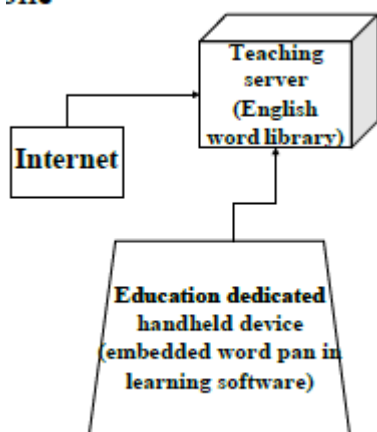 Teaching
server
(English
word library)
Internet
Education dedicated
handheld device
(embedded word pan in
learning software)